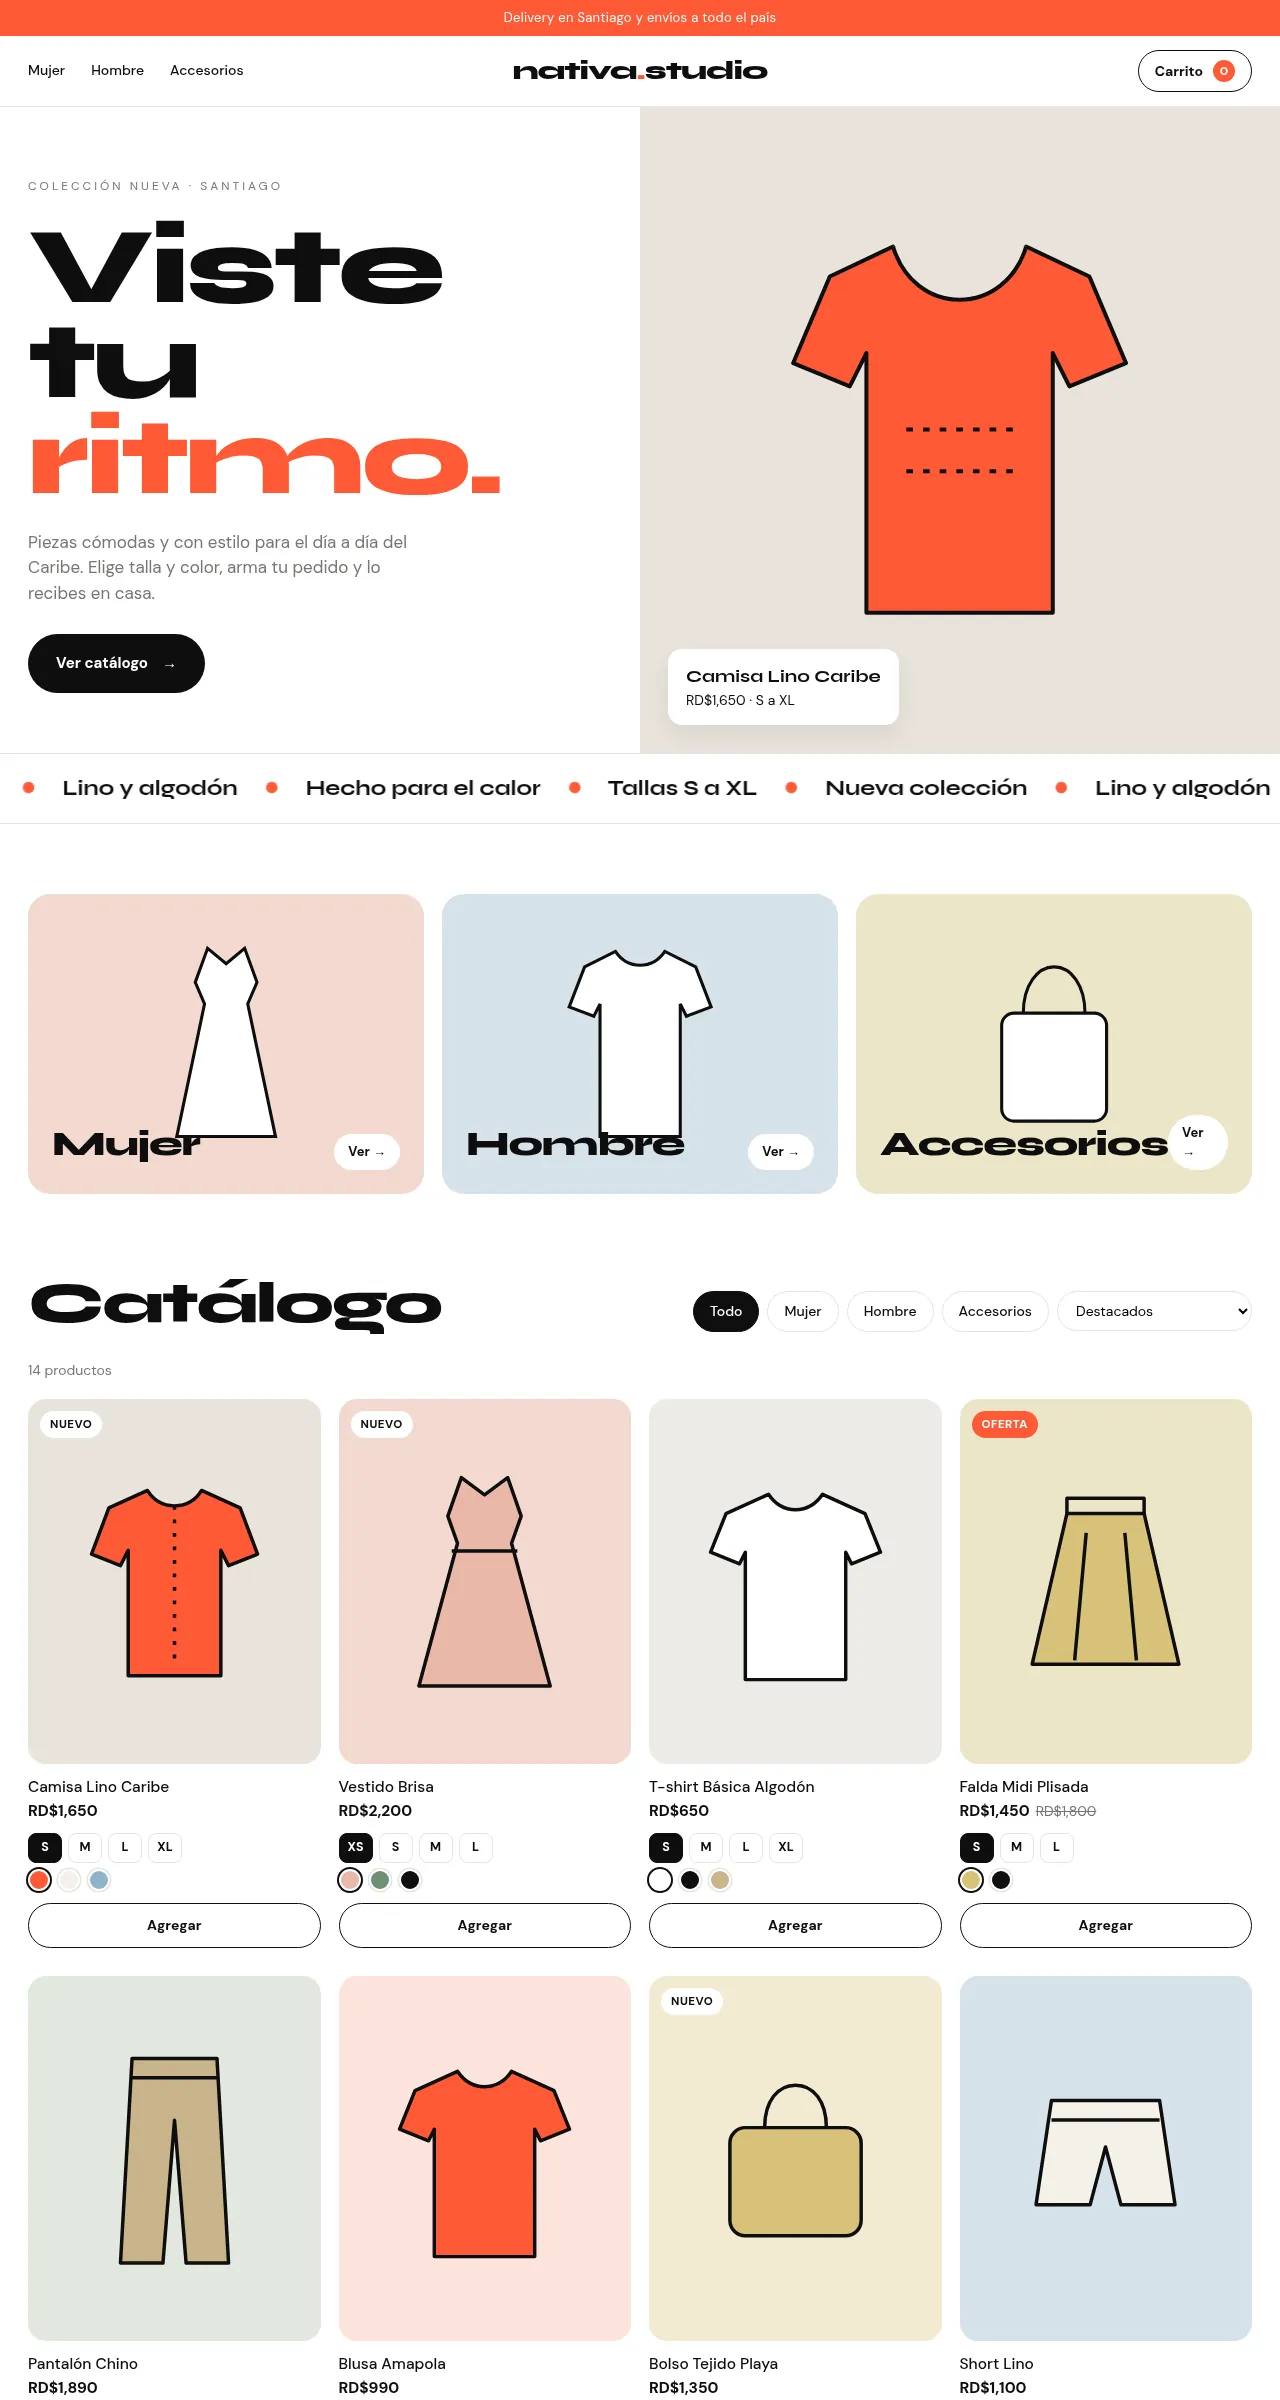 Delivery en Santiago y envíos a todo el país
Mujer Hombre Accesorios
nativa.studio
Carrito 0
COLECCIÓN NUEVA · SANTIAGO
Viste
tu
ritmo.
Piezas cómodas y con estilo para el día a día del
Caribe. Elige talla y color, arma tu pedido y lo
recibes en casa.
Ver catálogo →
Camisa Lino Caribe
RD$1,650 · S a XL
Lino y algodón Hecho para el calor Tallas S a XL Nueva colección Lino y algodón
Mujer
Ver →
Hombre
Ver →
Accesorios
Ver
→
Catálogo
Todo Mujer Hombre Accesorios Destacados
14 productos
NUEVO
NUEVO
OFERTA
Camisa Lino Caribe
RD$1,650
S M L XL
Agregar
Vestido Brisa
RD$2,200
XS S M L
Agregar
T-shirt Básica Algodón
RD$650
S M L XL
Agregar
Falda Midi Plisada
RD$1,450 RD$1,800
S M L
Agregar
NUEVO
Pantalón Chino
RD$1,890
Blusa Amapola
RD$990
Bolso Tejido Playa
RD$1,350
Short Lino
RD$1,100